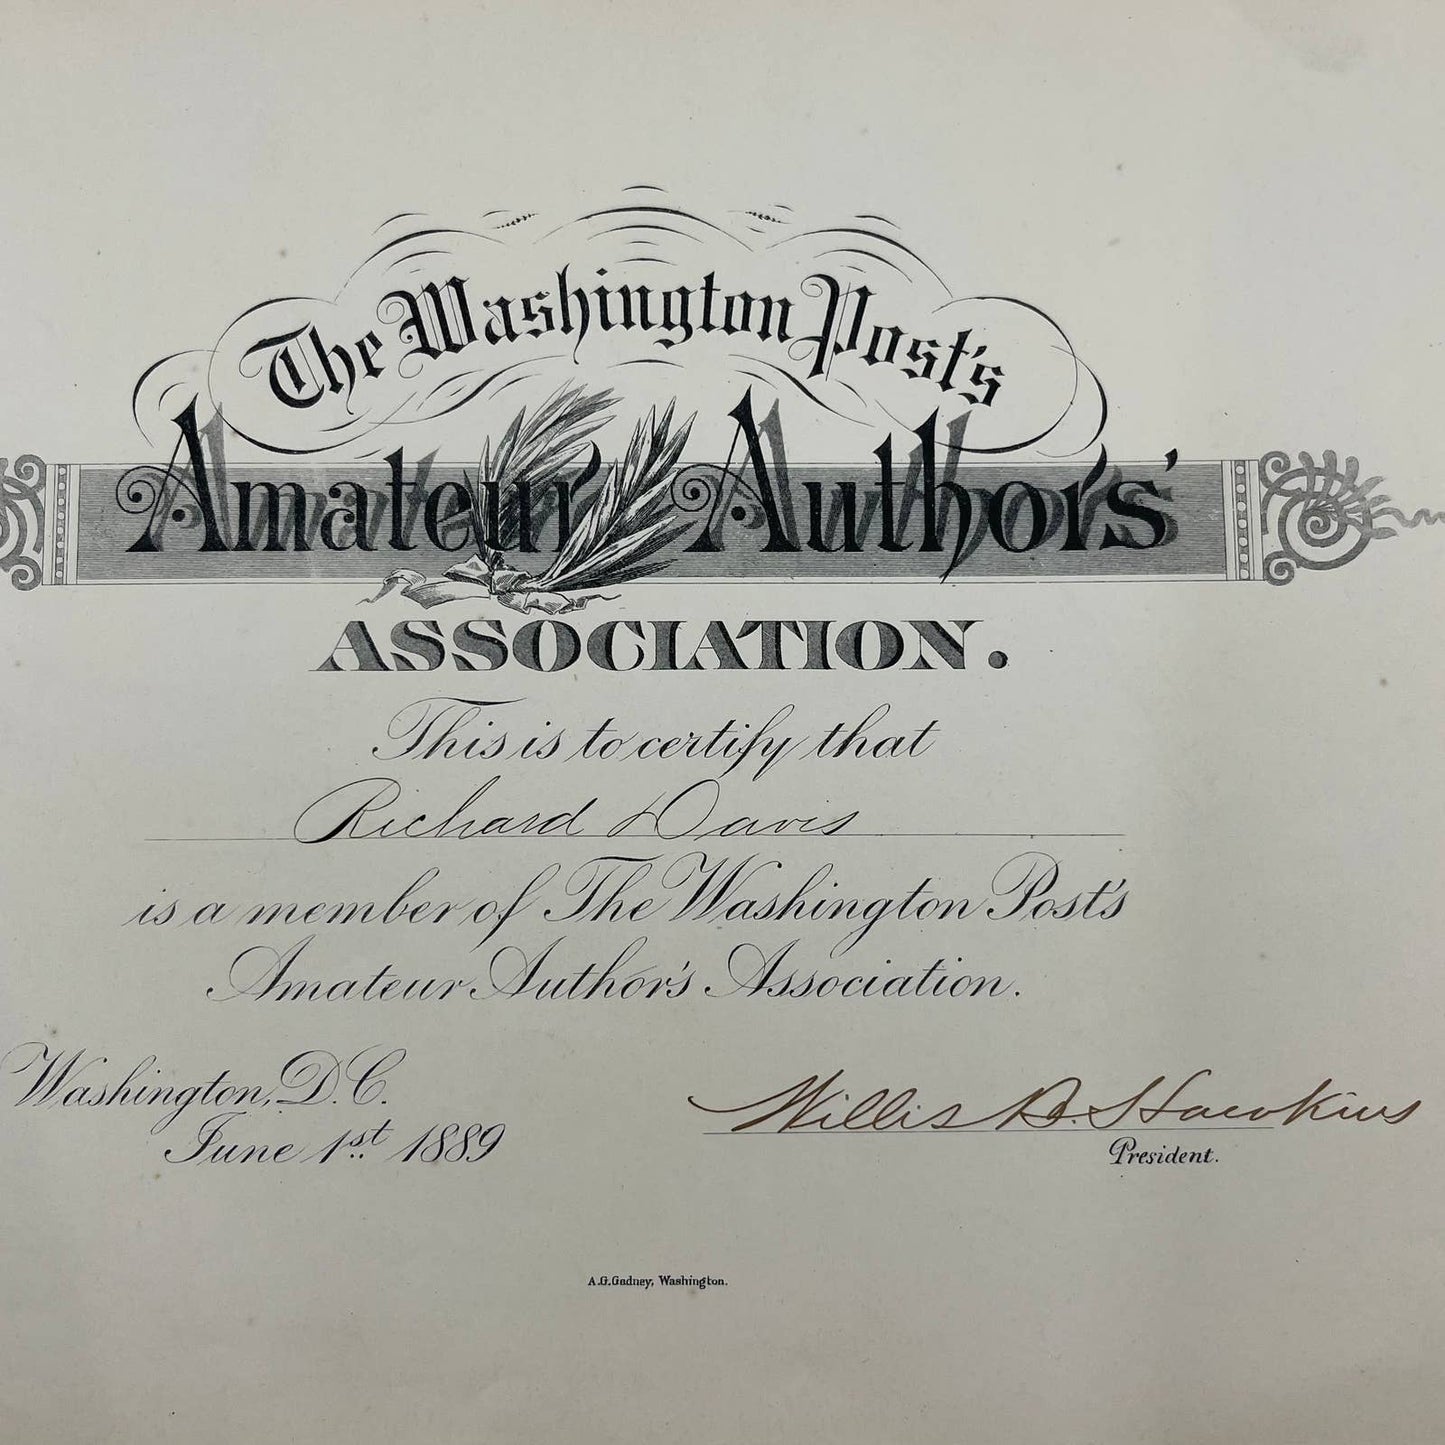 The Washington Post's
Amateur Authors'
ASSOCIATION.
This is to certify that
Richard Davis
is a member of The Washington Post's
Amateur Author's Association.
Washington, D.C.
June 1st 1889
Willis B. Hawkins
President.
A.G. Gedney, Washington.